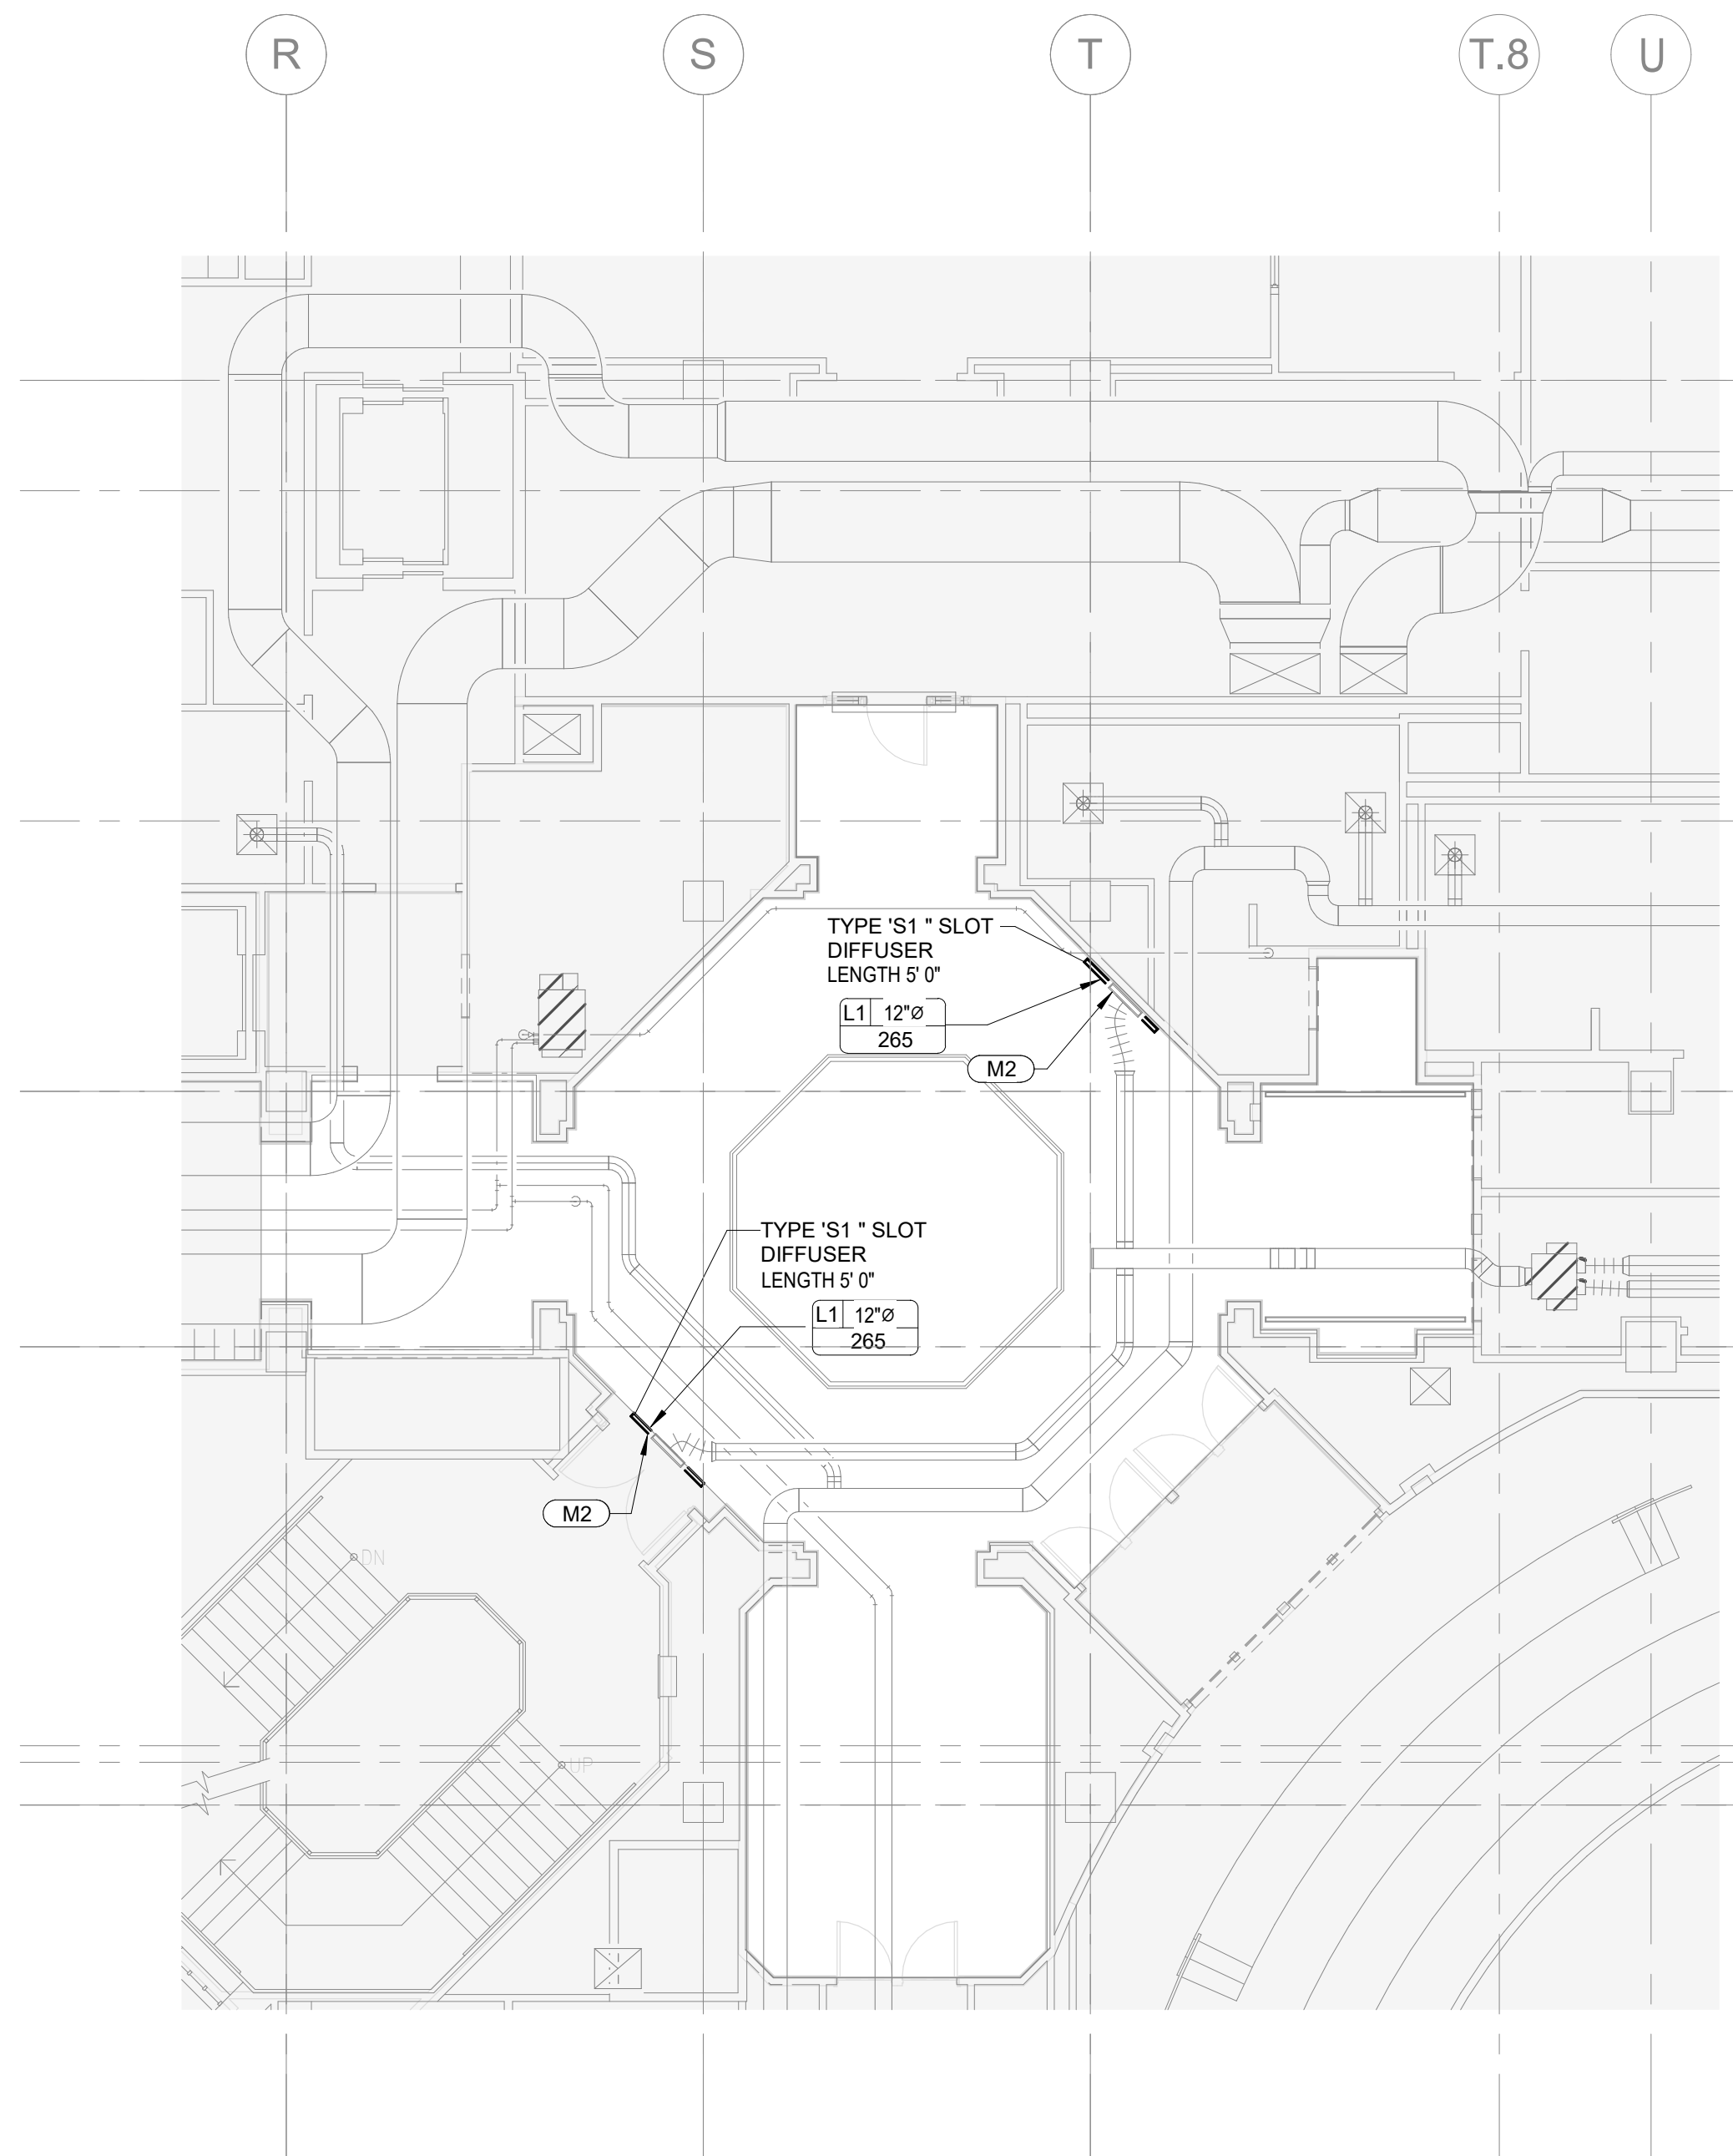 R S T T.8 U
TYPE 'S1 " SLOT
DIFFUSER
LENGTH 5' 0"
L1 12"Ø
265
M2
TYPE 'S1 " SLOT
DIFFUSER
LENGTH 5' 0"
L1 12"Ø
265
M2
DN
UP